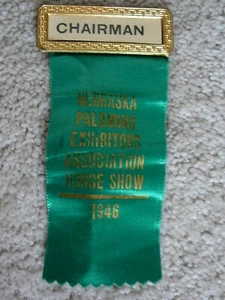 CHAIRMAN
NEBRASKA
PALOMINO
EXHIBITORS
ASSOCIATION
HORSE SHOW
1946